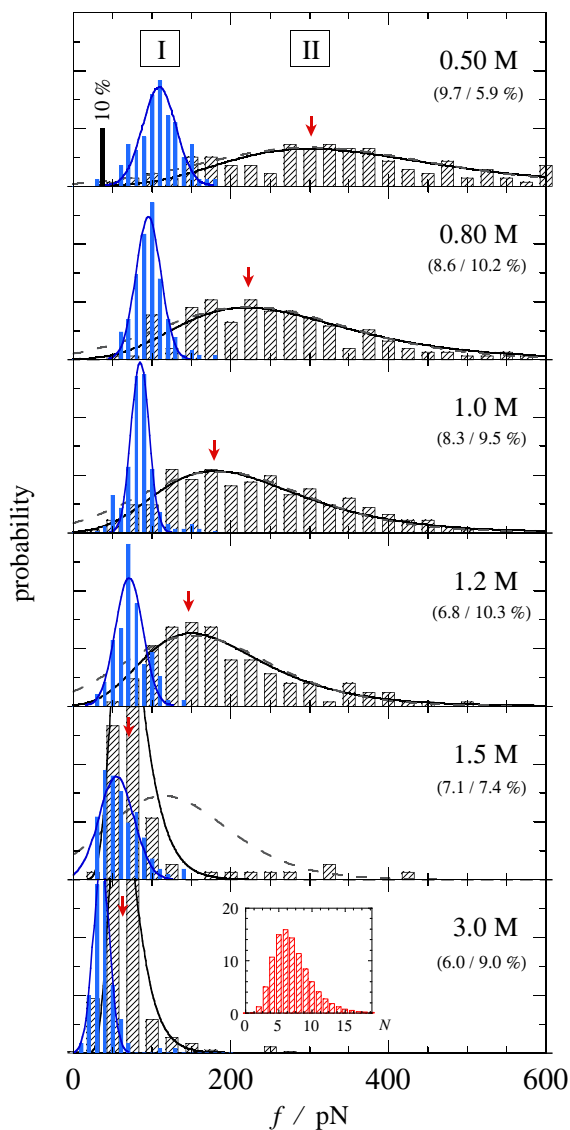 I II
10 %
0.50 M
(9.7 / 5.9 %)
0.80 M
(8.6 / 10.2 %)
1.0 M
(8.3 / 9.5 %)
probability
1.2 M
(6.8 / 10.3 %)
1.5 M
(7.1 / 7.4 %)
3.0 M
(6.0 / 9.0 %)
20
10
0
0 5 10 15 N
0 200 400 600
f / pN